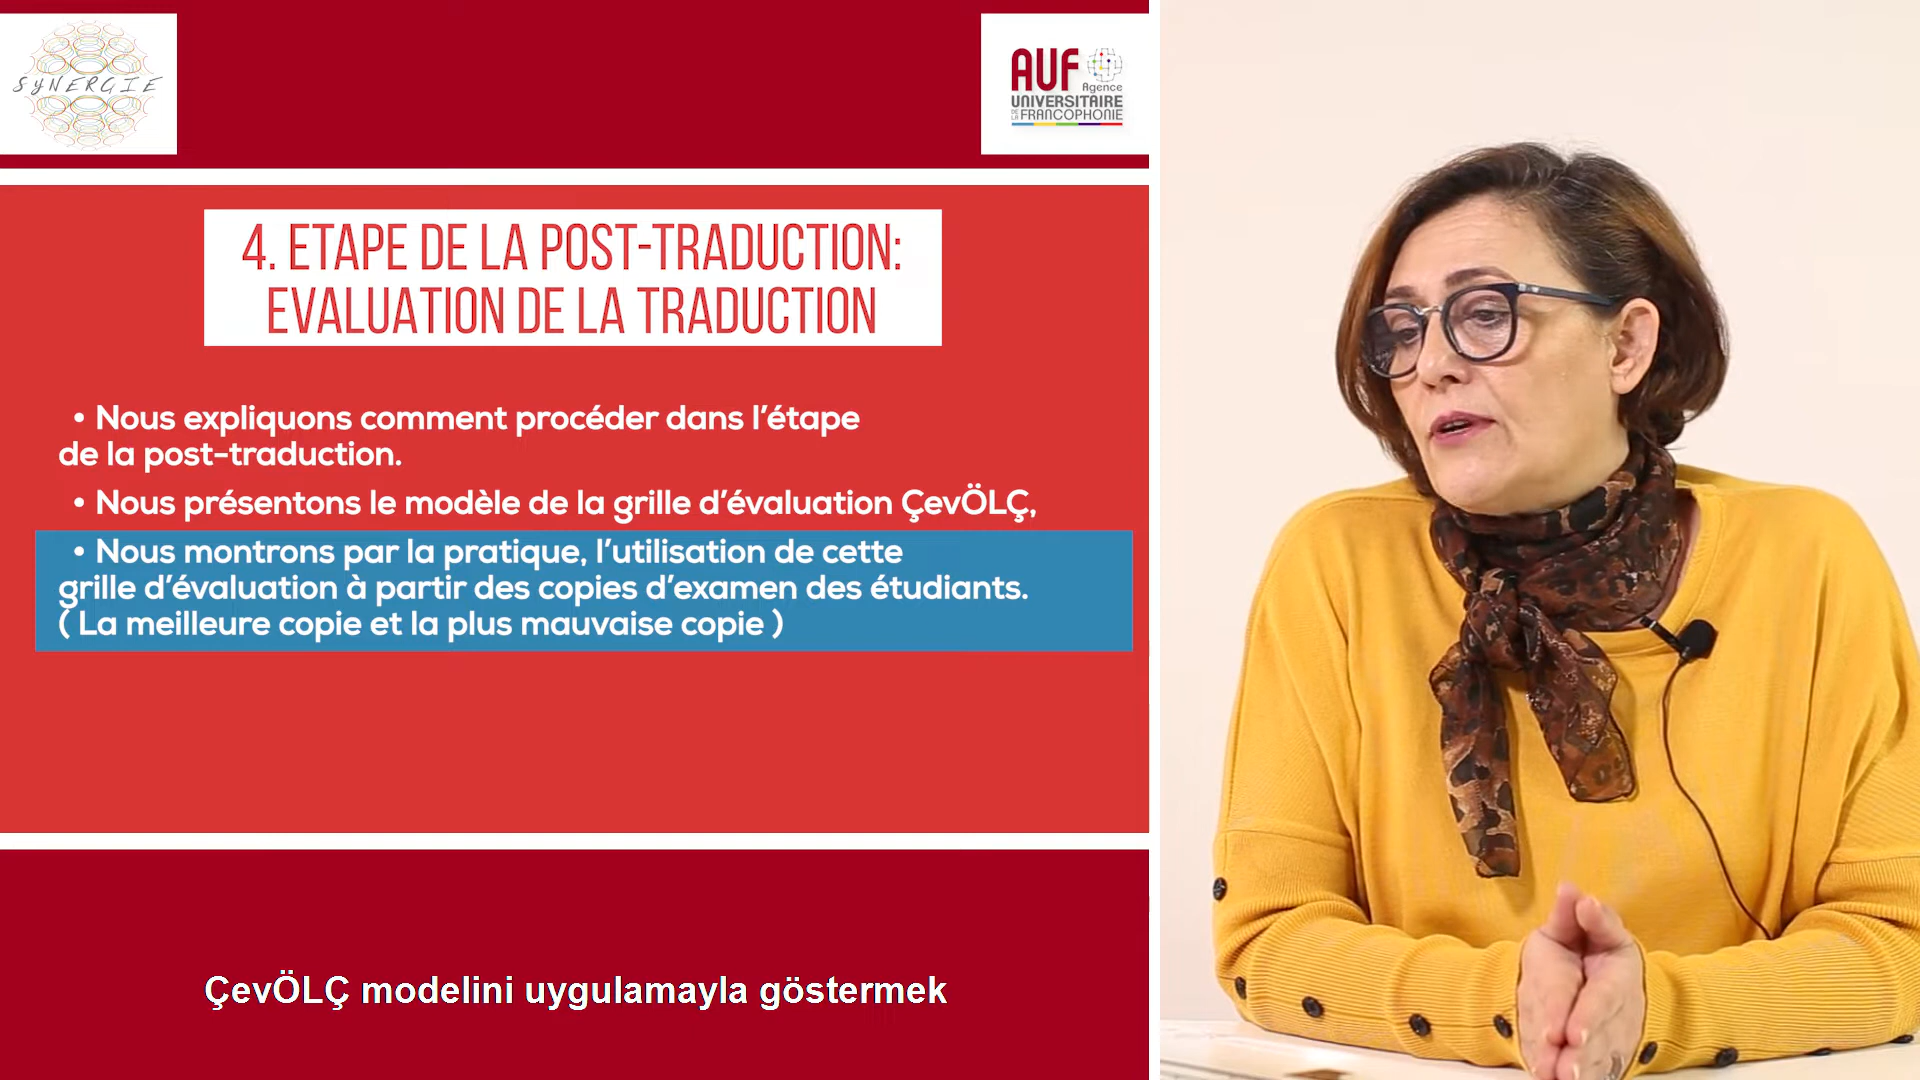 SYNERGIE
AUF
Agence
UNIVERSITAIRE
DE LA FRANCOPHONIE
4. ETAPE DE LA POST-TRADUCTION:
EVALUATION DE LA TRADUCTION
• Nous expliquons comment procéder dans l’étape
de la post-traduction.
• Nous présentons le modèle de la grille d’évaluation ÇevÖLÇ,
• Nous montrons par la pratique, l’utilisation de cette
grille d’évaluation à partir des copies d’examen des étudiants.
( La meilleure copie et la plus mauvaise copie )
ÇevÖLÇ modelini uygulamayla göstermek